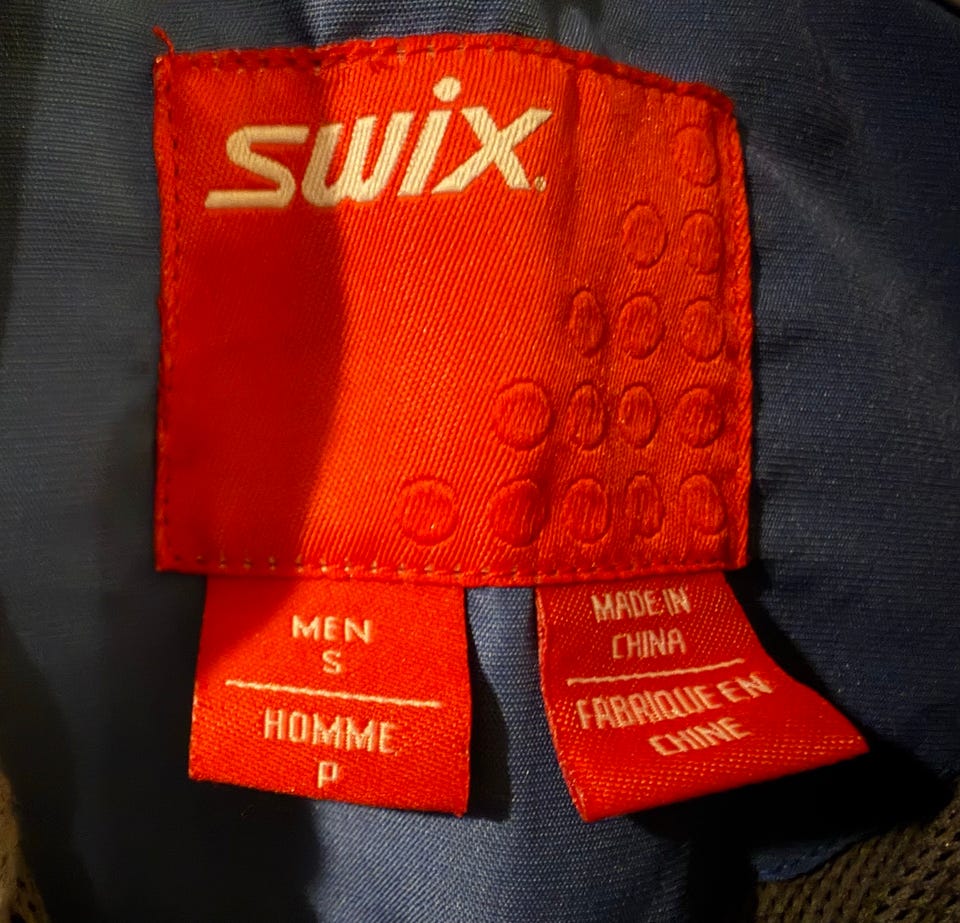 swix.
MEN
S
HOMME
P
MADE IN
CHINA
FABRIQUE EN
CHINE